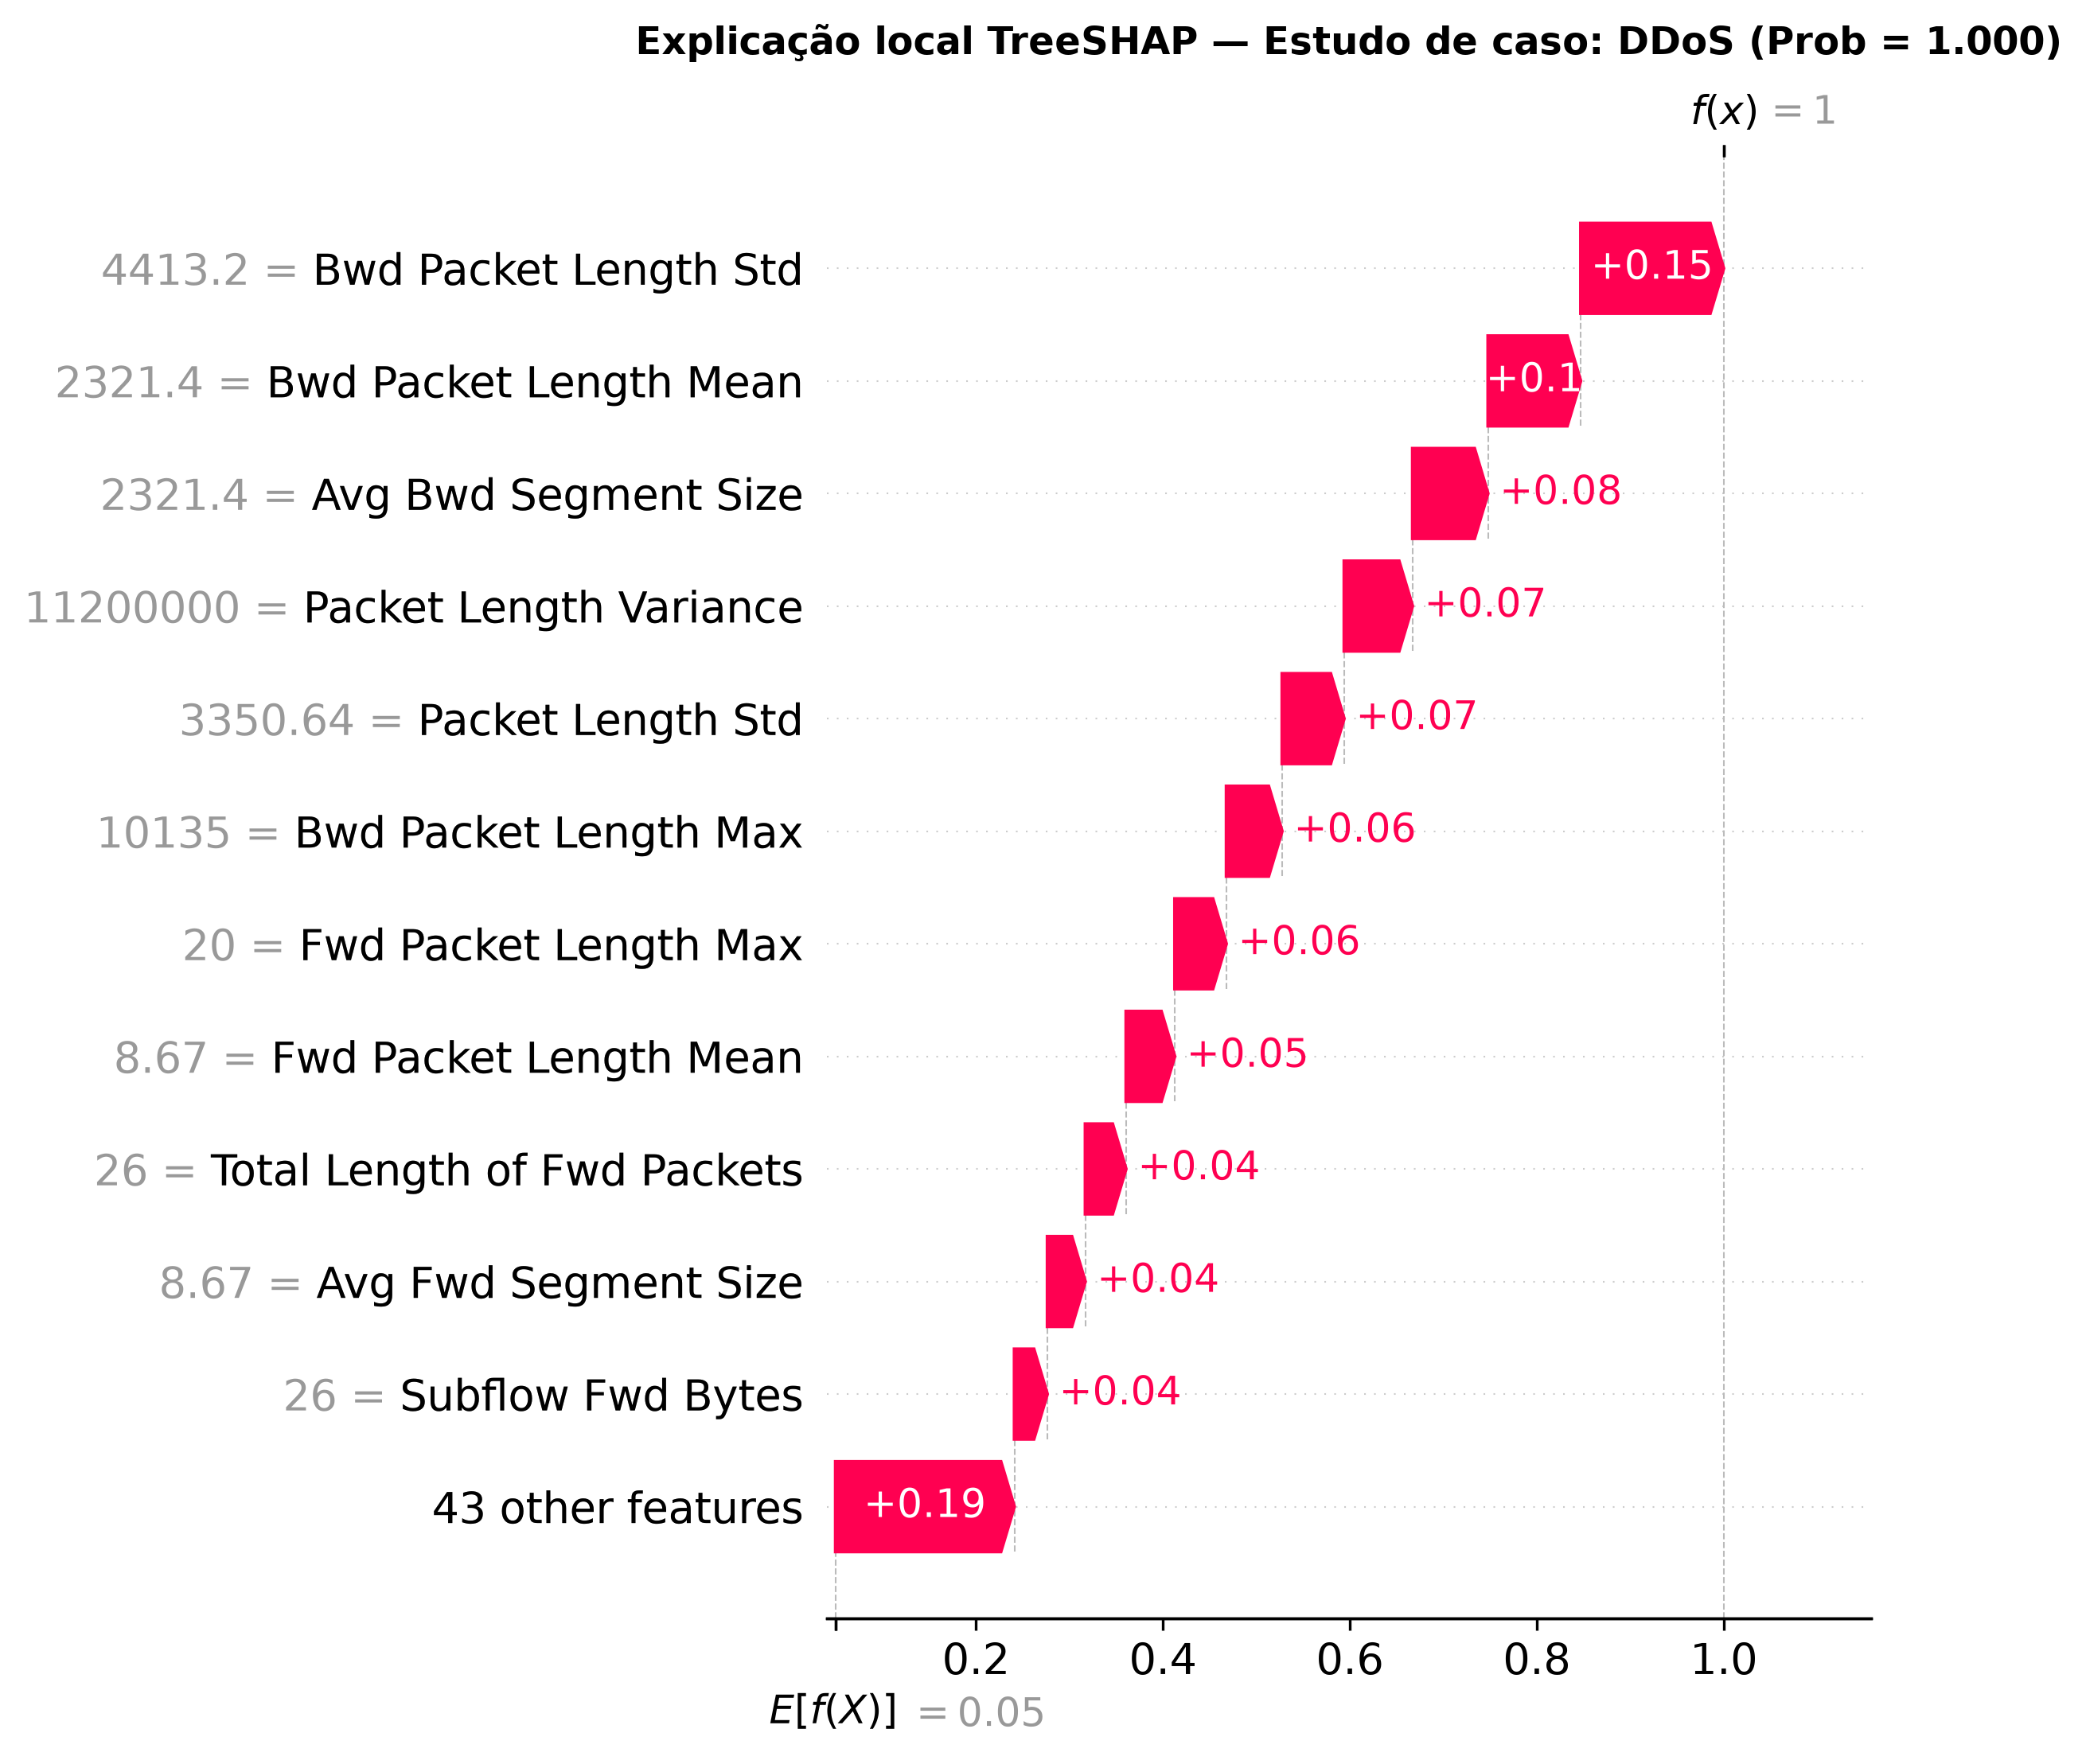 Explicação local TreeSHAP — Estudo de caso: DDoS (Prob = 1.000)
f(x) = 1
4413.2 = Bwd Packet Length Std
+0.15
2321.4 = Bwd Packet Length Mean
+0.1
2321.4 = Avg Bwd Segment Size
+0.08
11200000 = Packet Length Variance
+0.07
3350.64 = Packet Length Std
+0.07
10135 = Bwd Packet Length Max
+0.06
20 = Fwd Packet Length Max
+0.06
8.67 = Fwd Packet Length Mean
+0.05
26 = Total Length of Fwd Packets
+0.04
8.67 = Avg Fwd Segment Size
+0.04
26 = Subflow Fwd Bytes
+0.04
43 other features
+0.19
0.2 0.4 0.6 0.8 1.0
E[f(X)] = 0.05